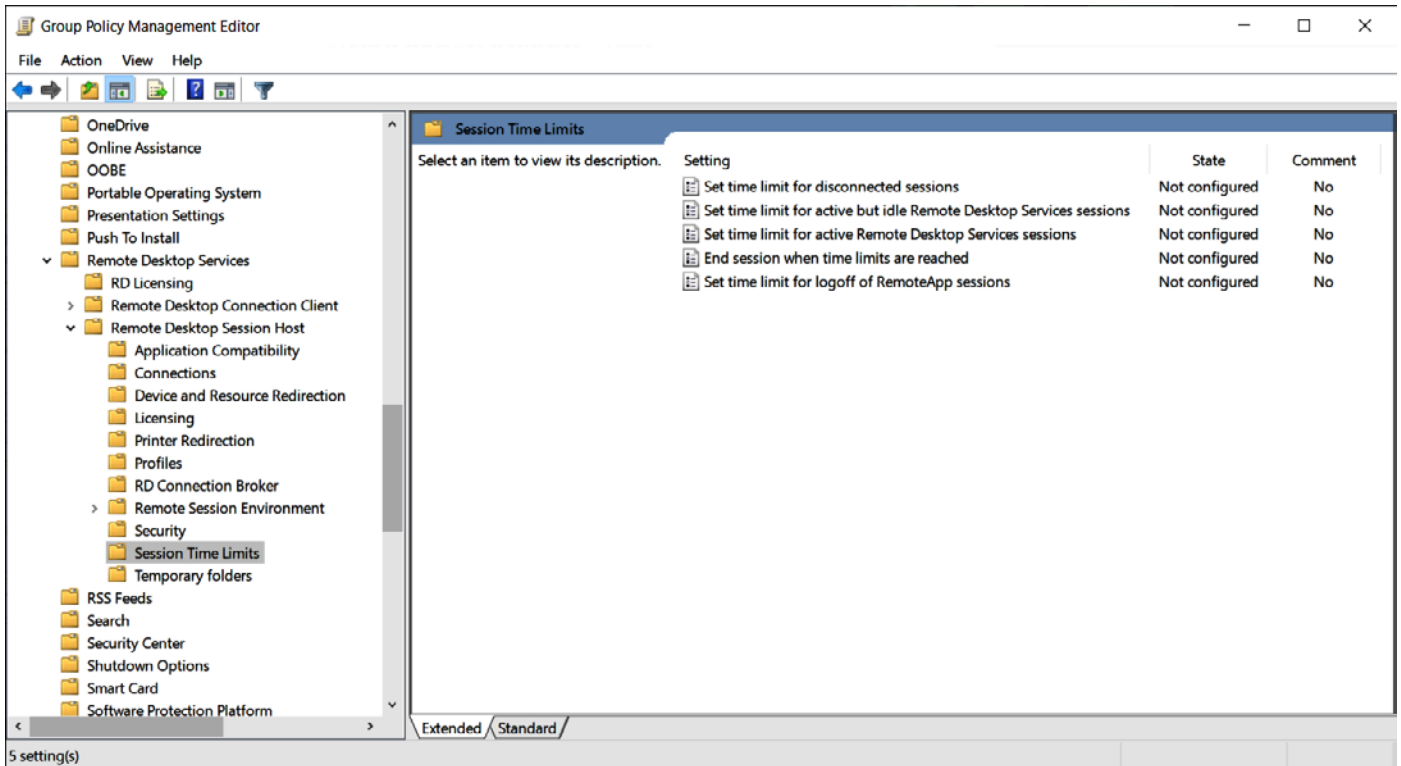 Group Policy Management Editor
File Action View Help
OneDrive
Online Assistance
OOBE
Portable Operating System
Presentation Settings
Push To Install
Remote Desktop Services
RD Licensing
Remote Desktop Connection Client
Remote Desktop Session Host
Application Compatibility
Connections
Device and Resource Redirection
Licensing
Printer Redirection
Profiles
RD Connection Broker
Remote Session Environment
Security
Session Time Limits
Temporary folders
RSS Feeds
Search
Security Center
Shutdown Options
Smart Card
Software Protection Platform
Session Time Limits
Select an item to view its description.
Setting State Comment
Set time limit for disconnected sessions Not configured No
Set time limit for active but idle Remote Desktop Services sessions Not configured No
Set time limit for active Remote Desktop Services sessions Not configured No
End session when time limits are reached Not configured No
Set time limit for logoff of RemoteApp sessions Not configured No
Extended Standard
5 setting(s)